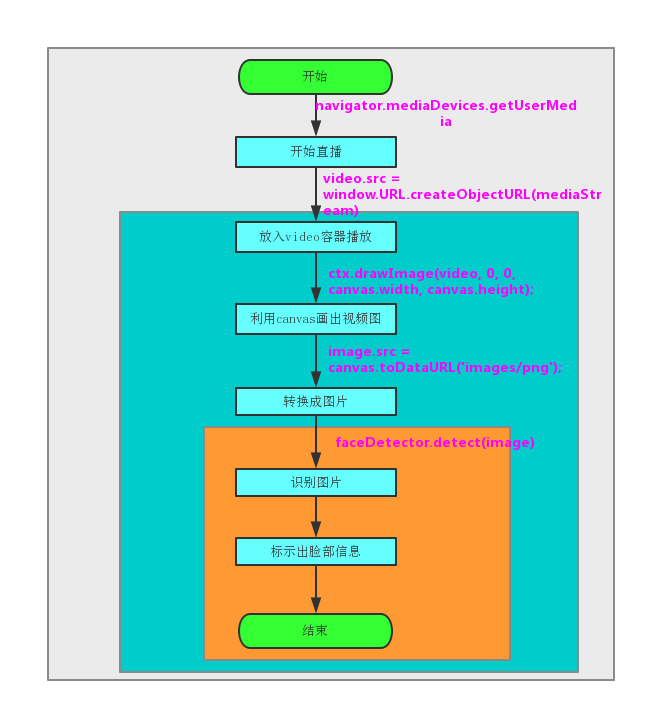 开始
navigator.mediaDevices.getUserMed
ia
开始直播
video.src =
window.URL.createObjectURL(mediaStr
eam)
放入video容器播放
ctx.drawImage(video, 0, 0,
canvas.width, canvas.height);
利用canvas画出视频图
image.src =
canvas.toDataURL('images/png');
转换成图片
faceDetector.detect(image)
识别图片
标示出脸部信息
结束